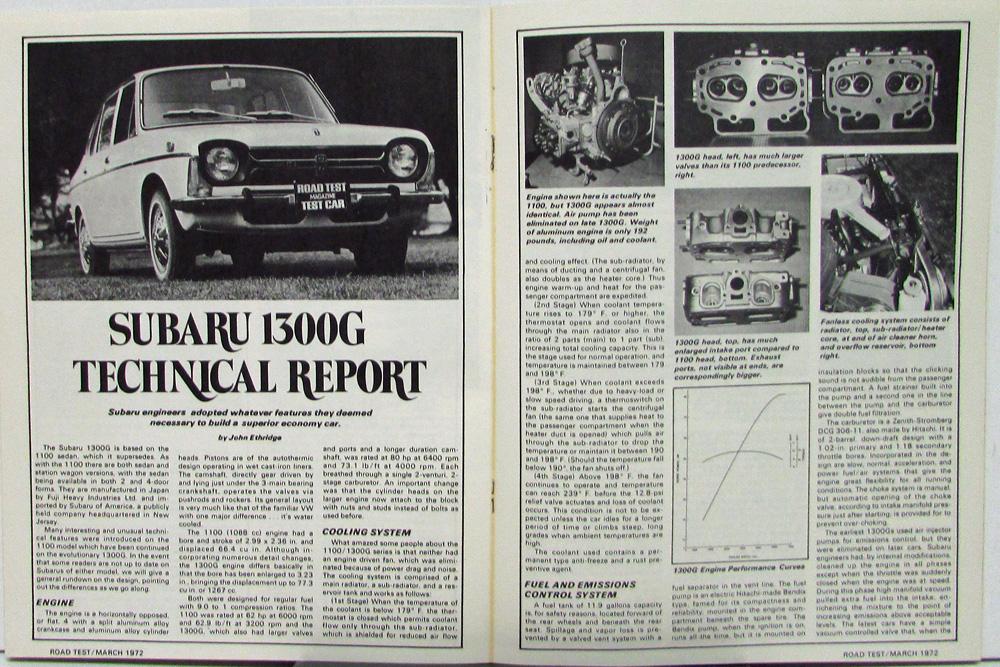 ROAD TEST
MAGAZINE
TEST CAR
SUBARU 1300G
TECHNICAL REPORT
Subaru engineers adopted whatever features they deemed
necessary to build a superior economy car.
by John Ethridge
The Subaru 1300G is based on the
1100 sedan, which it supersedes. As
with the 1100 there are both sedan and
station wagon versions, with the sedan
being available in both 2 and 4-door
forms. They are manufactured in Japan
by Fuji Heavy Industries Ltd. and im-
ported by Subaru of America, a publicly
held company headquartered in New
Jersey.
Many interesting and unusual techni-
cal features were introduced on the
1100 model which have been continued
on the evolutionary 1300G. In the event
that some readers are not up to date on
Subarus of either model, we will give a
general rundown on the design, pointing
out the differences as we go along.
ENGINE
The engine is a horizontally opposed,
or flat, 4 with a split aluminum alloy
crankcase and aluminum alloy cylinder
heads. Pistons are of the autothermic
design operating in wet cast-iron liners.
The camshaft, directly gear driven by
and lying just under the 3 main bearing
crankshaft, operates the valves via
pushrods and rockers. Its general layout
is very much like that of the familiar VW
with one major difference . . . it's water
cooled.
The 1100 (1088 cc) engine had a
bore and stroke of 2.99 x 2.36 in. and
displaced 66.4 cu in. Although in-
corporating numerous detail changes,
the 1300G engine differs basically in
that the bore has been enlarged to 3.23
in., bringing the displacement up to 77.3
cu in. or 1267 cc.
Both were designed for regular fuel
with 9.0 to 1 compression ratios. The
1100 was rated at 62 hp at 6000 rpm
and 62.9 lb/ft at 3200 rpm and the
1300G, which also had larger valves
and ports and a longer duration cam-
shaft, was rated at 80 hp at 6400 rpm
and 73.1 lb/ft at 4000 rpm. Each
breathed through a single 2-venturi, 2-
stage carburetor. An important change
was that the cylinder heads on the
larger engine now attach to the block
with nuts and studs instead of bolts as
used before.
COOLING SYSTEM
What amazed some people about the
1100/1300G series is that neither had
an engine driven fan, which was elimi-
nated because of power drag and noise.
The cooling system is comprised of a
main radiator, a sub-radiator, and a res-
ervoir tank and works as follows:
(1st Stage) When the temperature of
the coolant is below 179° F. the ther-
mostat is closed which permits coolant
flow only through the sub-radiator,
which is shielded for reduced air flow
ROAD TEST/MARCH 1972
Engine shown here is actually the
1100, but 1300G appears almost
identical. Air pump has been
eliminated on late 1300G. Weight
of aluminum engine is only 192
pounds, including oil and coolant.
and cooling effect. (The sub-radiator, by
means of ducting and a centrifugal fan,
also doubles as the heater core.) Thus
engine warm-up and heat for the pas-
senger compartment are expedited.
(2nd Stage) When coolant tempera-
ture rises to 179° F. or higher, the
thermostat opens and coolant flows
through the main radiator also in the
ratio of 2 parts (main) to 1 part (sub),
increasing total cooling capacity. This is
the stage used for normal operation, and
temperature is maintained between 179
and 198° F.
(3rd Stage) When coolant exceeds
198° F., whether due to heavy-load or
slow speed driving, a thermoswitch on
the sub-radiator starts the centrifugal
fan (the same one that supplies heat to
the passenger compartment when the
heater duct is opened) which pulls air
through the sub-radiator to drop the
temperature or maintain it between 190
and 198° F. (Should the temperature fall
below 190°, the fan shuts off.)
(4th Stage) Above 198° F. the fan
continues to operate and temperature
can reach 239° F. before the 12.8-psi
relief valve actuates and loss of coolant
occurs. This condition is not to be ex-
pected unless the car idles for a longer
period of time or climbs steep, long
grades when ambient temperatures are
high.
The coolant used contains a per-
manent type anti-freeze and a rust pre-
ventive agent.
FUEL AND EMISSIONS
CONTROL SYSTEM
A fuel tank of 11.9 gallons capacity
is, for safety reasons, located forward of
the rear wheels and beneath the rear
seat. Spillage and vapor loss is pre-
vented by a valved vent system with a
1300G head, left, has much larger
valves than its 1100 predecessor,
right.
1300G head, top, has much
enlarged intake port compared to
1100 head, bottom. Exhaust
ports, not visible at ends, are
correspondingly bigger.
1300G Engine Performance Curves
fuel separator in the vent line. The fuel
pump is an electric Hitachi-made Bendix
type, famed for its compactness and
reliability, mounted in the engine com-
partment beneath the spare tire. The
Bendix pump, when the ignition is on,
runs all the time, but it is mounted on
Fanless cooling system consists of
radiator, top, sub-radiator/heater
core, at end of air cleaner horn,
and overflow reservoir, bottom
right.
insulation blocks so that the clicking
sound is not audible from the passenger
compartment. A fuel strainer built into
the pump and a second one in the line
between the pump and the carburetor
give double fuel filtration.
The carburetor is a Zenith-Stromberg
DCG 306-11, also made by Hitachi. It is
of 2-barrel, down-draft design with a
1.02-in. primary and 1.18 secondary
throttle bores. Incorporated in the de-
sign are slow, normal, acceleration, and
power fuel/air systems that give the
engine great flexibility for all running
conditions. The choke system is manual,
but automatic opening of the choke
valve, according to intake manifold pres-
sure just after starting, is provided for to
prevent over-choking.
The earliest 1300Gs used air injector
pumps for emissions control, but they
were eliminated on later cars. Subaru
engineers had, by internal modifications,
cleaned up the engine in all phases
except when the throttle was suddenly
closed when the engine was at speed.
During this phase high manifold vacuum
pulled extra fuel into the intake, en-
richening the mixture to the point of
increasing emissions above acceptable
levels. The latest cars have a simple
vacuum controlled valve that, when the
ROAD TEST/MARCH 1972